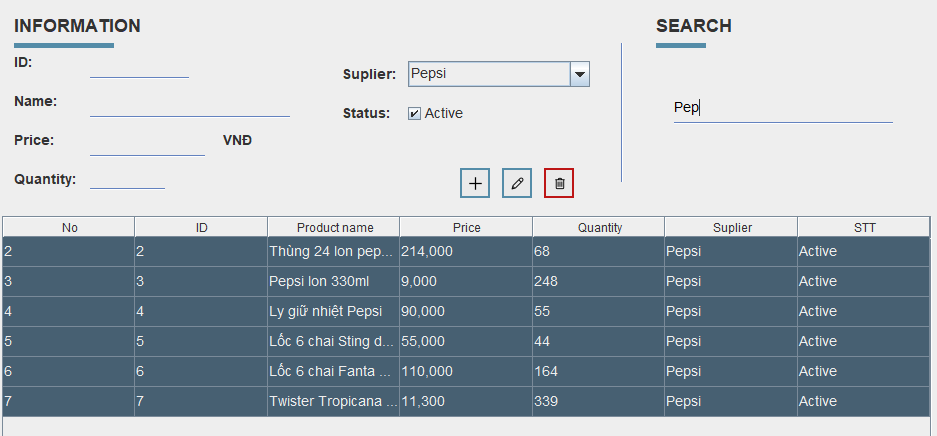 INFORMATION
SEARCH
ID:
Suplier: Pepsi
Name:
Pep
Status: Active
Price: VNĐ
Quantity:
No ID Product name Price Quantity Suplier STT
2 2 Thùng 24 lon pep... 214,000 68 Pepsi Active
3 3 Pepsi lon 330ml 9,000 248 Pepsi Active
4 4 Ly giữ nhiệt Pepsi 90,000 55 Pepsi Active
5 5 Lốc 6 chai Sting d... 55,000 44 Pepsi Active
6 6 Lốc 6 chai Fanta ... 110,000 164 Pepsi Active
7 7 Twister Tropicana ... 11,300 339 Pepsi Active